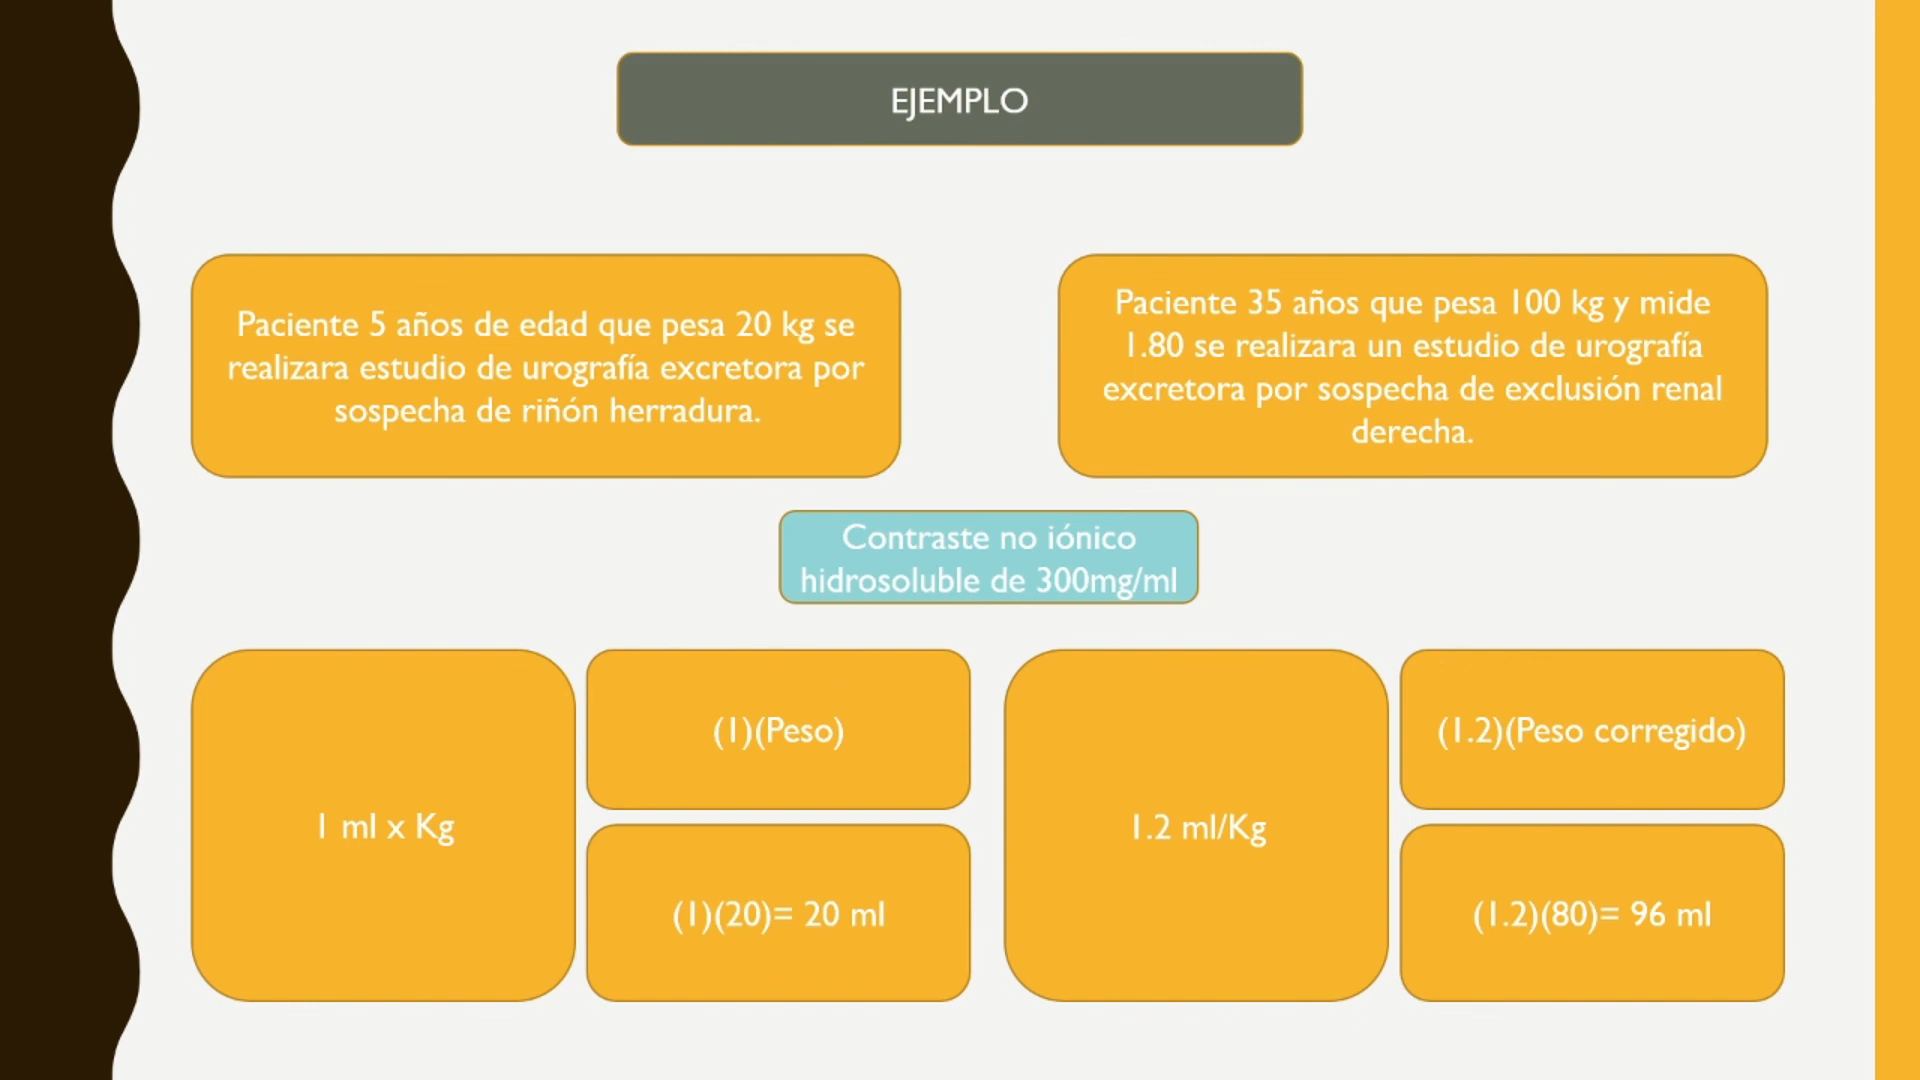 EJEMPLO
Paciente 5 años de edad que pesa 20 kg se
realizara estudio de urografía excretora por
sospecha de riñón herradura.
Paciente 35 años que pesa 100 kg y mide
1.80 se realizara un estudio de urografía
excretora por sospecha de exclusión renal
derecha.
Contraste no iónico
hidrosoluble de 300mg/ml
1 ml x Kg
(1)(Peso)
(1)(20)= 20 ml
1.2 ml/Kg
(1.2)(Peso corregido)
(1.2)(80)= 96 ml